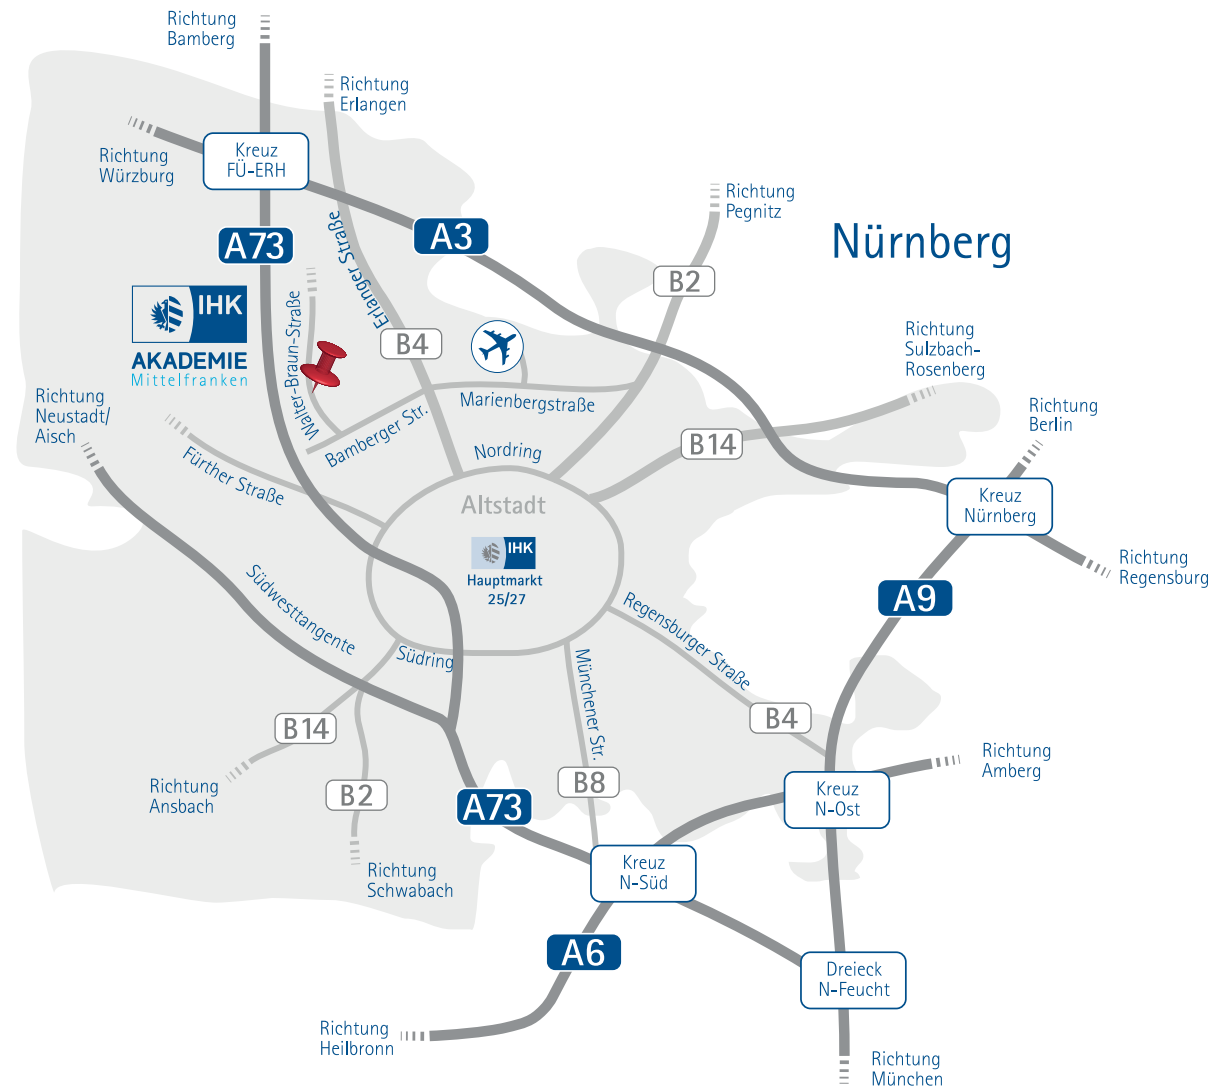 Richtung
Bamberg
Richtung
Erlangen
Richtung
Würzburg
Kreuz
FÜ-ERH
Richtung
Pegnitz
Nürnberg
A73
A3
Erlanger Straße
B2
IHK
AKADEMIE
Mittelfranken
Walter-Braun-Straße
B4
Richtung
Sulzbach-
Rosenberg
Richtung
Neustadt/
Aisch
Marienbergstraße
Bamberger Str.
Nordring
B14
Richtung
Berlin
Fürther Straße
Altstadt
Kreuz
Nürnberg
IHK
Hauptmarkt
25/27
Richtung
Regensburg
A9
Südwesttangente
Südring
Regensburger Straße
Münchener Str.
B14
B4
Richtung
Ansbach
B2
A73
B8
Richtung
Amberg
Kreuz
N-Ost
Richtung
Schwabach
Kreuz
N-Süd
A6
Dreieck
N-Feucht
Richtung
Heilbronn
Richtung
München